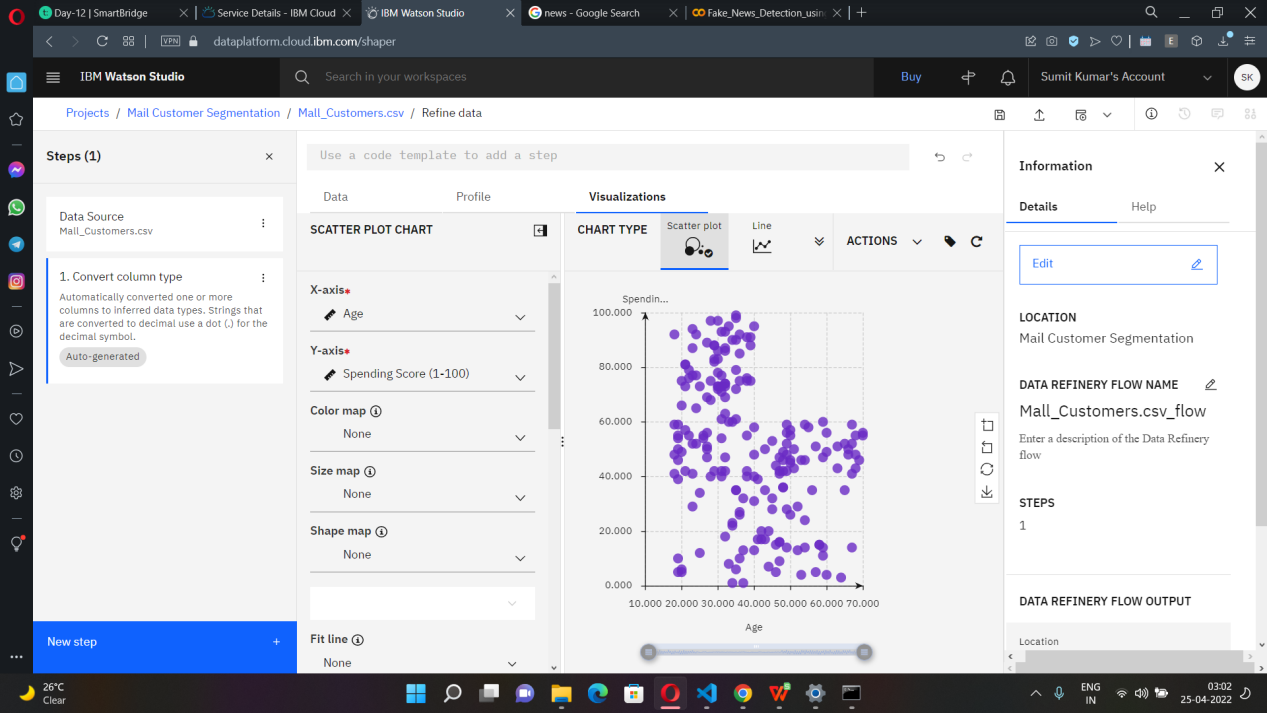 Day-12 | SmartBridge
Service Details - IBM Cloud
IBM Watson Studio
news - Google Search
Fake_News_Detection_usin
VPN
dataplatform.cloud.ibm.com/shaper
IBM Watson Studio
Search in your workspaces
Buy
Sumit Kumar's Account
SK
Projects / Mail Customer Segmentation / Mall_Customers.csv / Refine data
Steps (1)
Data Source
Mall_Customers.csv
1. Convert column type
Automatically converted one or more
columns to inferred data types. Strings that
are converted to decimal use a dot (.) for the
decimal symbol.
Auto-generated
New step
+
Use a code template to add a step
Data
Profile
Visualizations
SCATTER PLOT CHART
X-axis*
Age
Y-axis*
Spending Score (1-100)
Color map
None
Size map
None
Shape map
None
Fit line
None
CHART TYPE
Scatter plot
Line
ACTIONS
Spendin...
100.000
80.000
60.000
40.000
20.000
0.000
10.000 20.000 30.000 40.000 50.000 60.000 70.000
Age
Information
Details
Help
Edit
LOCATION
Mail Customer Segmentation
DATA REFINERY FLOW NAME
Mall_Customers.csv_flow
Enter a description of the Data Refinery
flow
STEPS
1
DATA REFINERY FLOW OUTPUT
Location
26°C
Clear
ENG
IN
03:02
25-04-2022